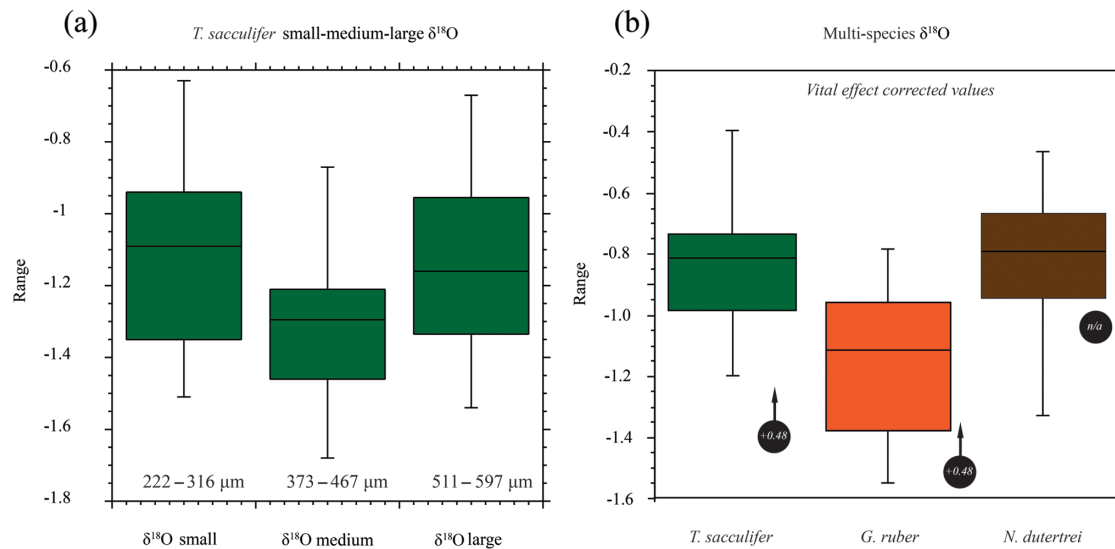 (a)
T. sacculifer small-medium-large δ¹⁸O
Range
-0.6
-0.8
-1
-1.2
-1.4
-1.6
-1.8
222–316 μm 373–467 μm 511–597 μm
δ¹⁸O small δ¹⁸O medium δ¹⁸O large
(b)
Multi-species δ¹⁸O
Vital effect corrected values
Range
-0.2
-0.4
-0.6
-0.8
-1.0
-1.2
-1.4
-1.6
n/a
+0.48
+0.48
T. sacculifer G. ruber N. dutertrei